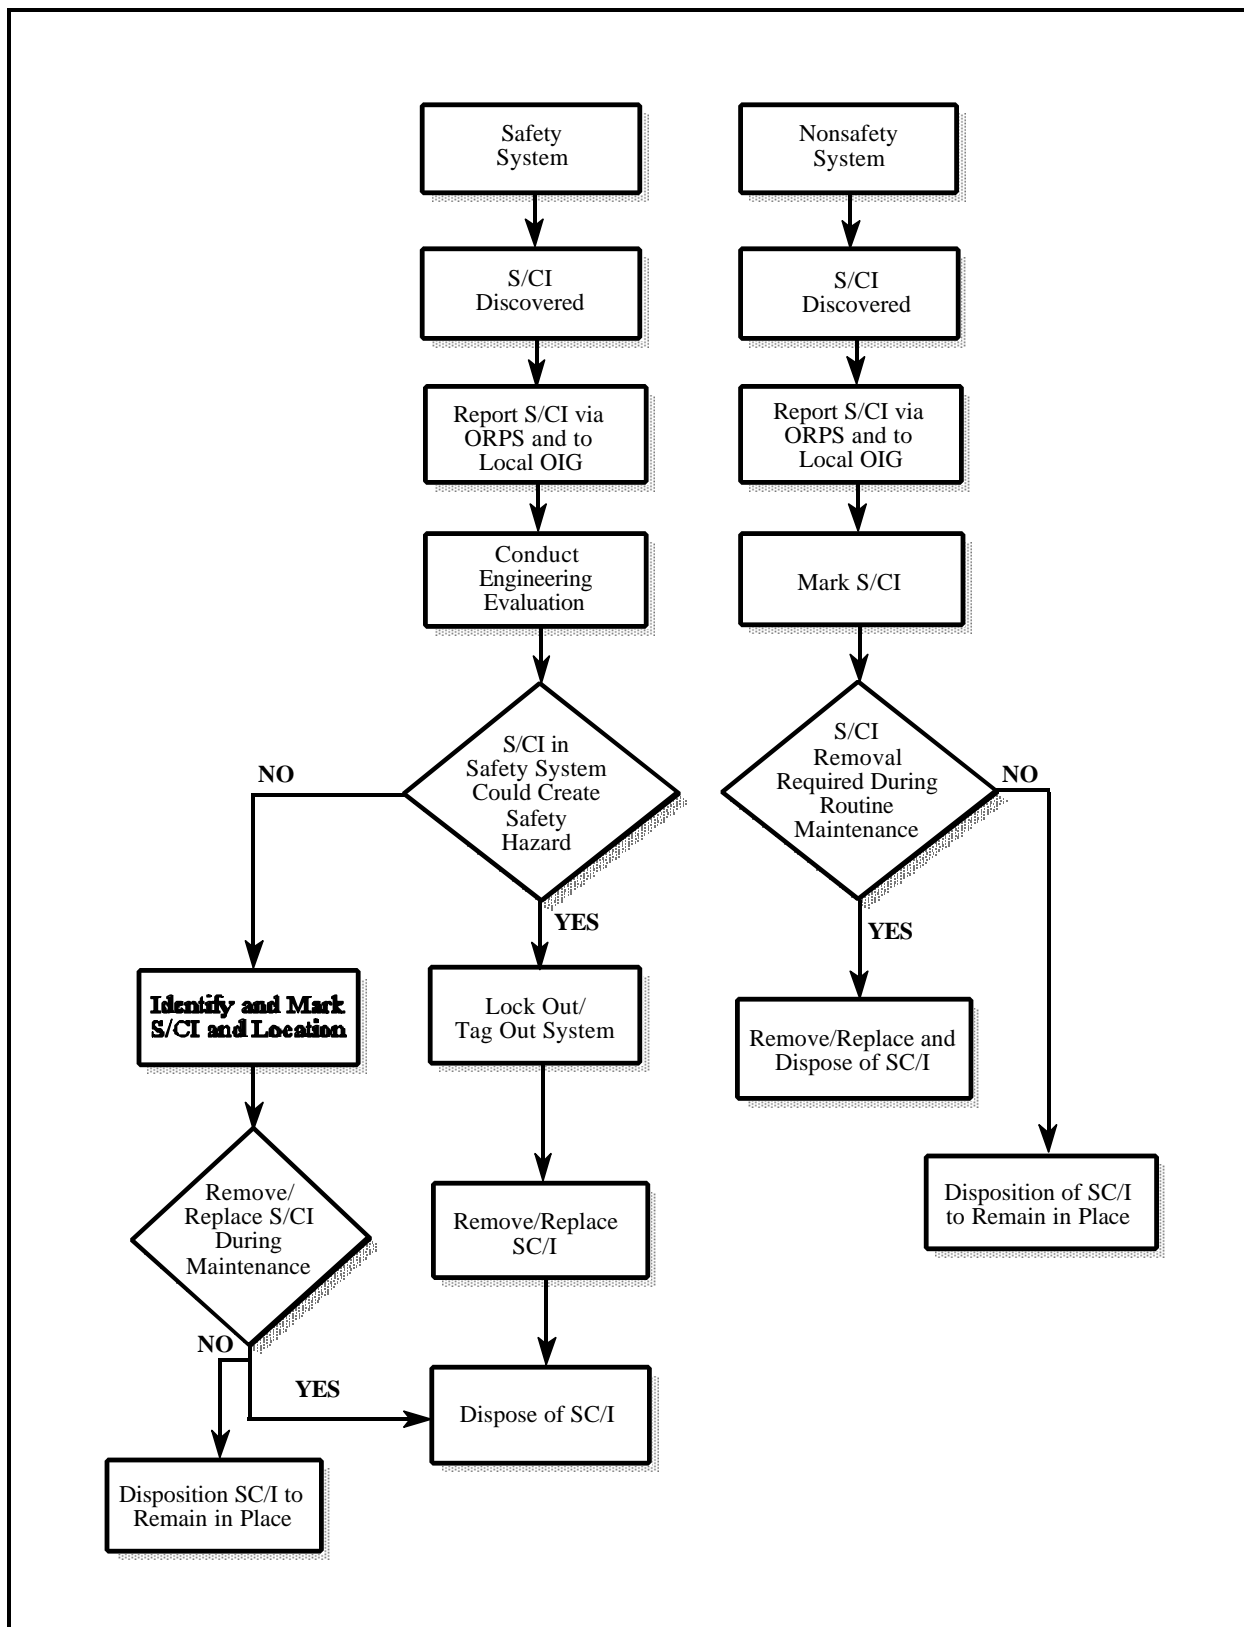 Safety
System
S/CI
Discovered
Report S/CI via
ORPS and to
Local OIG
Conduct
Engineering
Evaluation
S/CI in
Safety System
Could Create
Safety
Hazard
NO
YES
Identify and Mark
S/CI and Location
Lock Out/
Tag Out System
Remove/
Replace S/CI
During
Maintenance
Remove/Replace
SC/I
NO
YES
Dispose of SC/I
Disposition SC/I to
Remain in Place
Nonsafety
System
S/CI
Discovered
Report S/CI via
ORPS and to
Local OIG
Mark S/CI
S/CI
Removal
Required During
Routine
Maintenance
NO
YES
Remove/Replace and
Dispose of SC/I
Disposition of SC/I
to Remain in Place